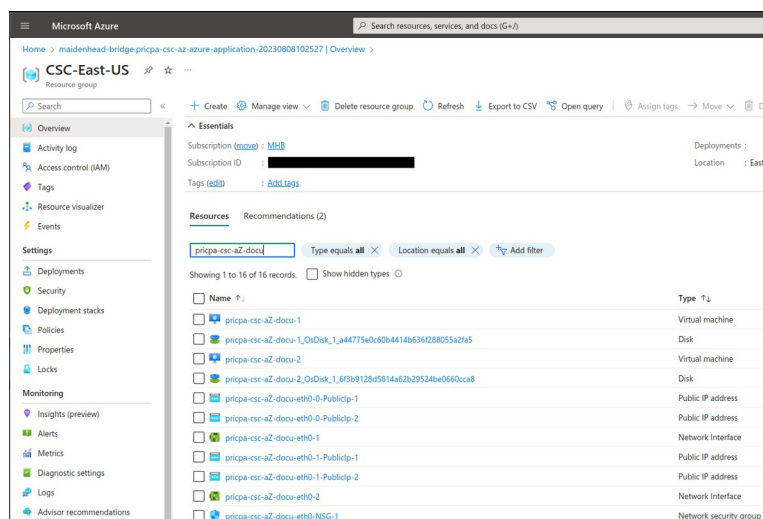 Microsoft Azure
Search resources, services, and docs (G+/)
Home > maidenhead-bridge.pricpa-csc-az-azure-application-20230808102527 | Overview >
CSC-East-US
Resource group
Search
Create Manage view Delete resource group Refresh Export to CSV Open query Assign tags Move D
Overview
Activity log
Access control (IAM)
Tags
Resource visualizer
Events
Settings
Deployments
Security
Deployment stacks
Policies
Properties
Locks
Monitoring
Insights (preview)
Alerts
Metrics
Diagnostic settings
Logs
Advisor recommendations
Essentials
Subscription (move) : MHB
Deployments :
Subscription ID :
Location : East
Tags (edit) : Add tags
Resources Recommendations (2)
pricpa-csc-aZ-docu Type equals all Location equals all Add filter
Showing 1 to 16 of 16 records. Show hidden types
Name Type
pricpa-csc-aZ-docu-1 Virtual machine
pricpa-csc-aZ-docu-1_OsDisk_1_a44775e0c60b4414b636f288055a2fa5 Disk
pricpa-csc-aZ-docu-2 Virtual machine
pricpa-csc-aZ-docu-2_OsDisk_1_6f3b9128d5814a62b29524be0660cca8 Disk
pricpa-csc-aZ-docu-eth0-0-PublicIp-1 Public IP address
pricpa-csc-aZ-docu-eth0-0-PublicIp-2 Public IP address
pricpa-csc-aZ-docu-eth0-1 Network Interface
pricpa-csc-aZ-docu-eth0-1-PublicIp-1 Public IP address
pricpa-csc-aZ-docu-eth0-1-PublicIp-2 Public IP address
pricpa-csc-aZ-docu-eth0-2 Network Interface
pricpa-csc-aZ-docu-eth0-NSG-1 Network security group